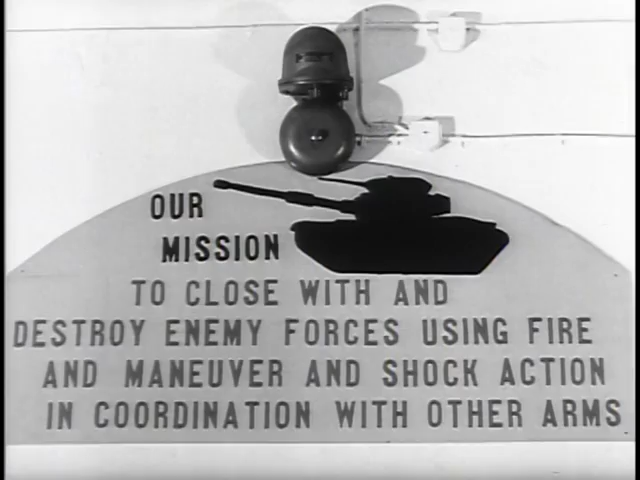 OUR
MISSION
TO CLOSE WITH AND
DESTROY ENEMY FORCES USING FIRE
AND MANEUVER AND SHOCK ACTION
IN COORDINATION WITH OTHER ARMS